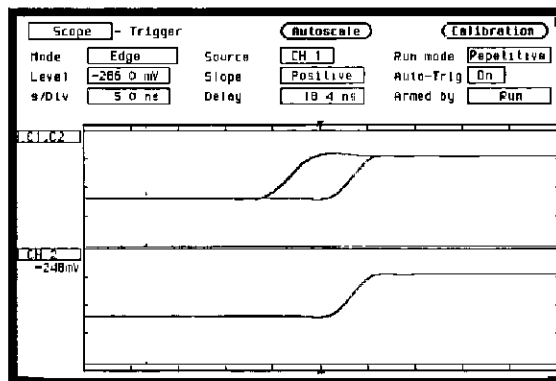 Scope - Trigger Autoscale Calibration
Mode Edge Source CH 1 Run mode Repetitive
Level -266.0 mV Slope Positive Auto-Trig On
s/Div 5.0 ns Delay 18.4 ns Armed by Run
C1,C2
CH 2
-248mV